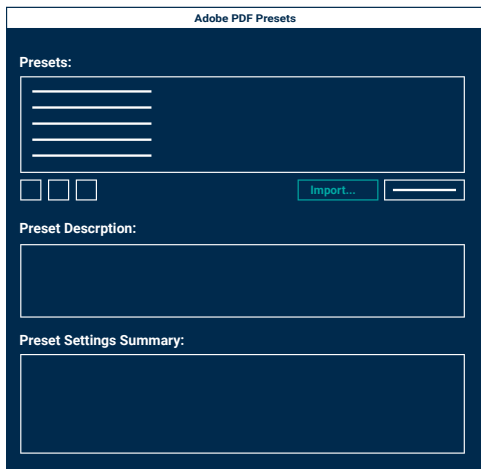 Adobe PDF Presets
Presets:
Import...
Preset Descrption:
Preset Settings Summary: